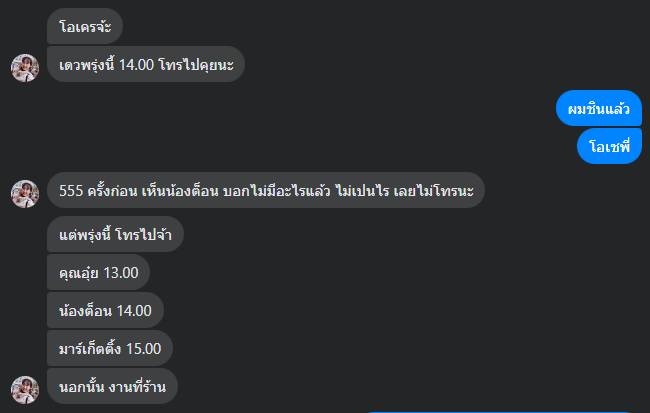 โอเครจ้ะ
เดวพรุ่งนี้ 14.00 โทรไปคุยนะ
ผมชินแล้ว
โอเชพี่
555 ครั้งก่อน เห็นน้องต็อน บอกไม่มีอะไรแล้ว ไม่เปนไร เลยไม่โทรนะ
แต่พรุ่งนี้ โทรไปจ้า
คุณอุ๋ย 13.00
น้องต็อน 14.00
มาร์เก็ตติ้ง 15.00
นอกนั้น งานที่ร้าน